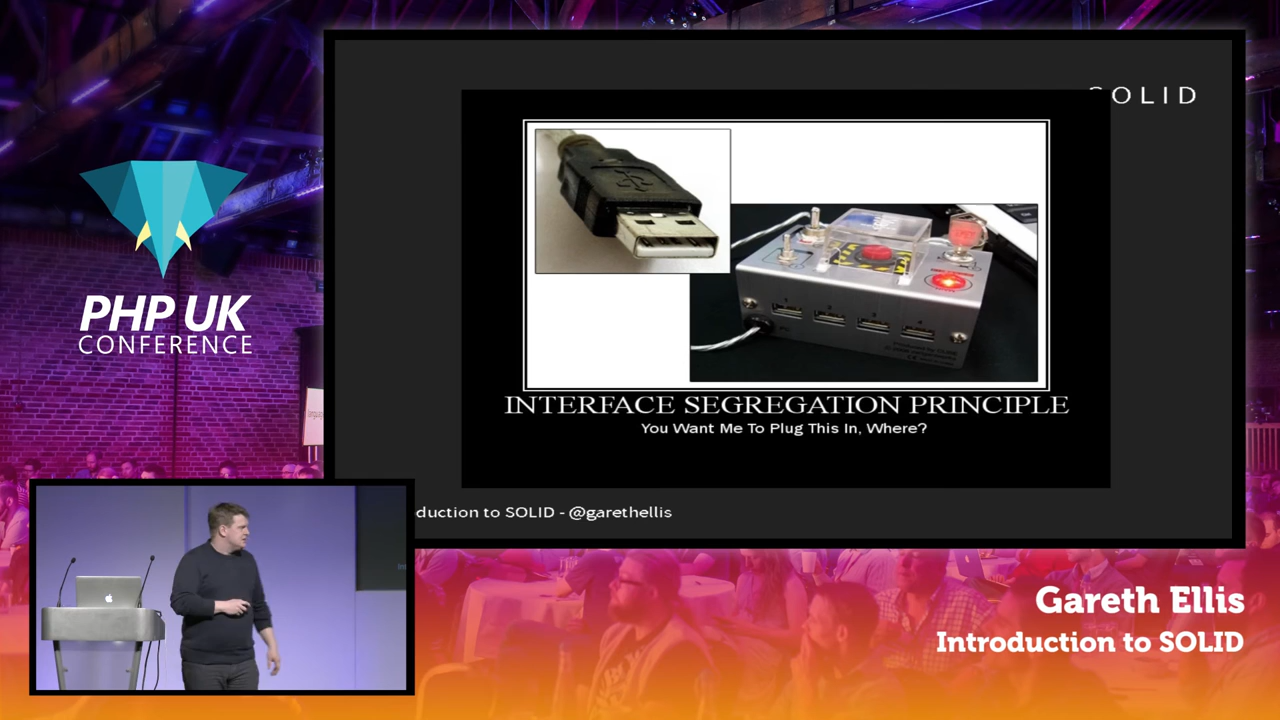 SOLID
INTERFACE SEGREGATION PRINCIPLE
You Want Me To Plug This In, Where?
duction to SOLID - @garethellis
PHP UK
CONFERENCE
Gareth Ellis
Introduction to SOLID